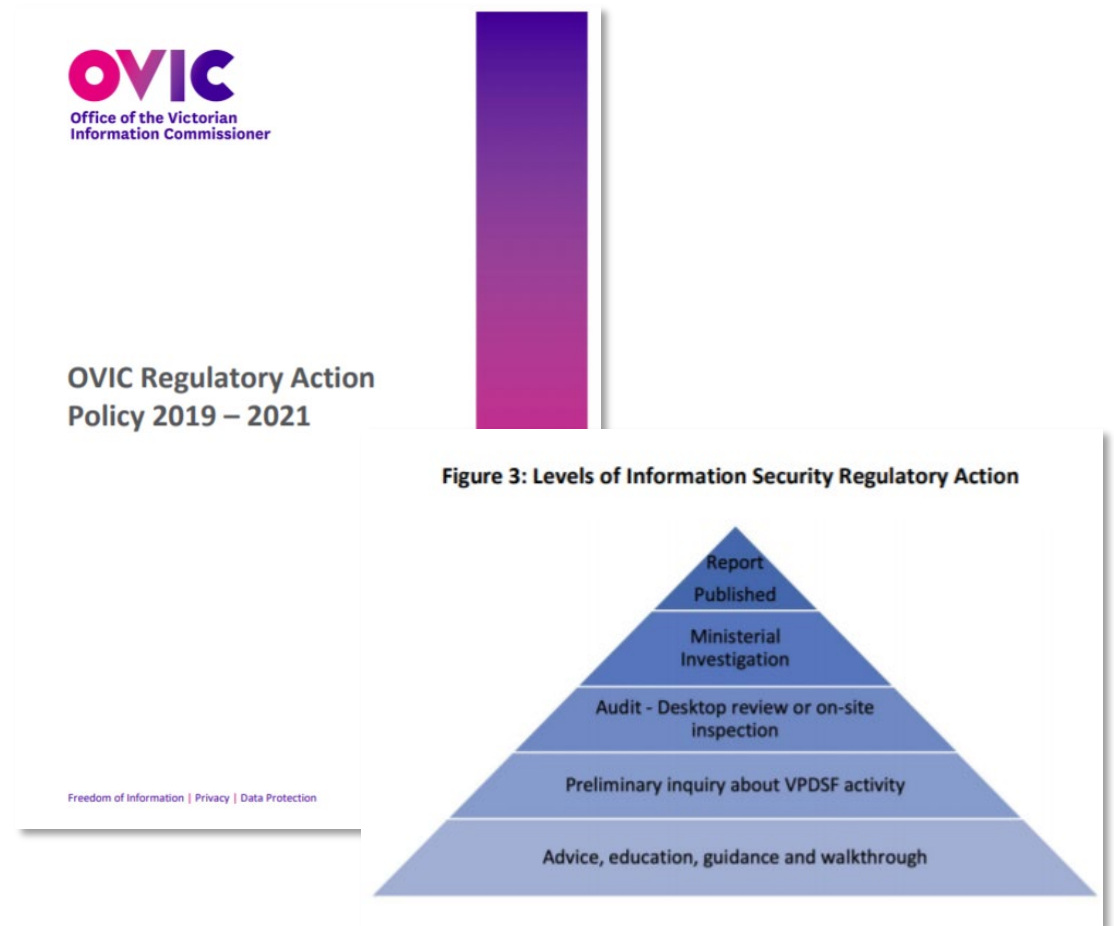 OVIC
Office of the Victorian
Information Commissioner
OVIC Regulatory Action
Policy 2019 – 2021
Freedom of Information | Privacy | Data Protection
Figure 3: Levels of Information Security Regulatory Action
Report
Published
Ministerial
Investigation
Audit - Desktop review or on-site
inspection
Preliminary inquiry about VPDSF activity
Advice, education, guidance and walkthrough